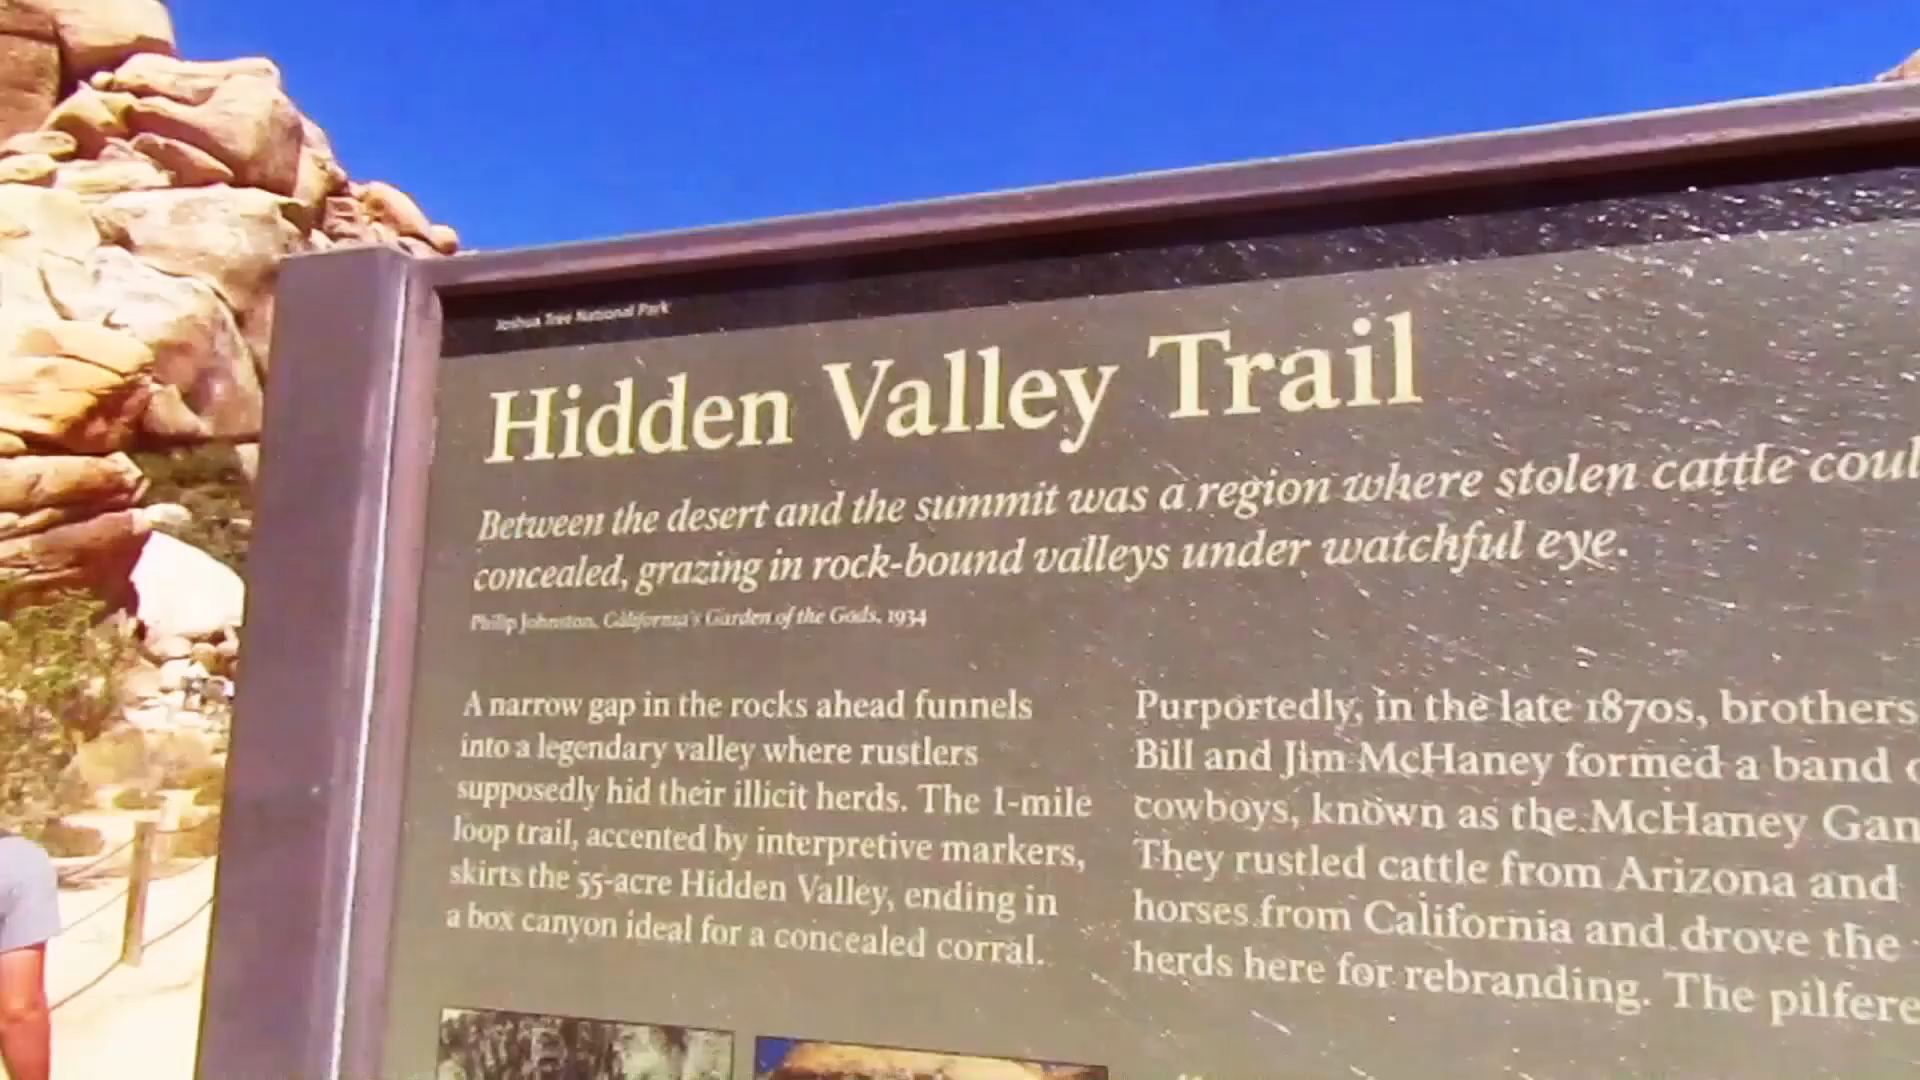 Joshua Tree National Park
Hidden Valley Trail
Between the desert and the summit was a region where stolen cattle coul
concealed, grazing in rock-bound valleys under watchful eye.
Philip Johnston, California's Garden of the Gods, 1934
A narrow gap in the rocks ahead funnels
into a legendary valley where rustlers
supposedly hid their illicit herds. The 1-mile
loop trail, accented by interpretive markers,
skirts the 55-acre Hidden Valley, ending in
a box canyon ideal for a concealed corral.
Purportedly, in the late 1870s, brothers
Bill and Jim McHaney formed a band o
cowboys, known as the McHaney Gan
They rustled cattle from Arizona and
horses from California and drove the
herds here for rebranding. The pilfere